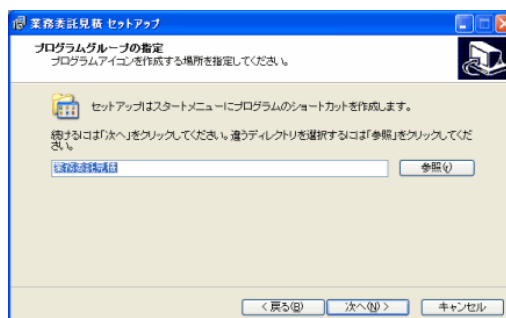 業務委託見積 セットアップ
プログラムグループの指定
プログラムアイコンを作成する場所を指定してください。
セットアップはスタートメニューにプログラムのショートカットを作成します。
続けるには「次へ」をクリックしてください。違うディレクトリを選択するには「参照」をクリックしてくだ
さい。
業務委託見積
参照(r)
< 戻る(B)
次へ(N) >
キャンセル